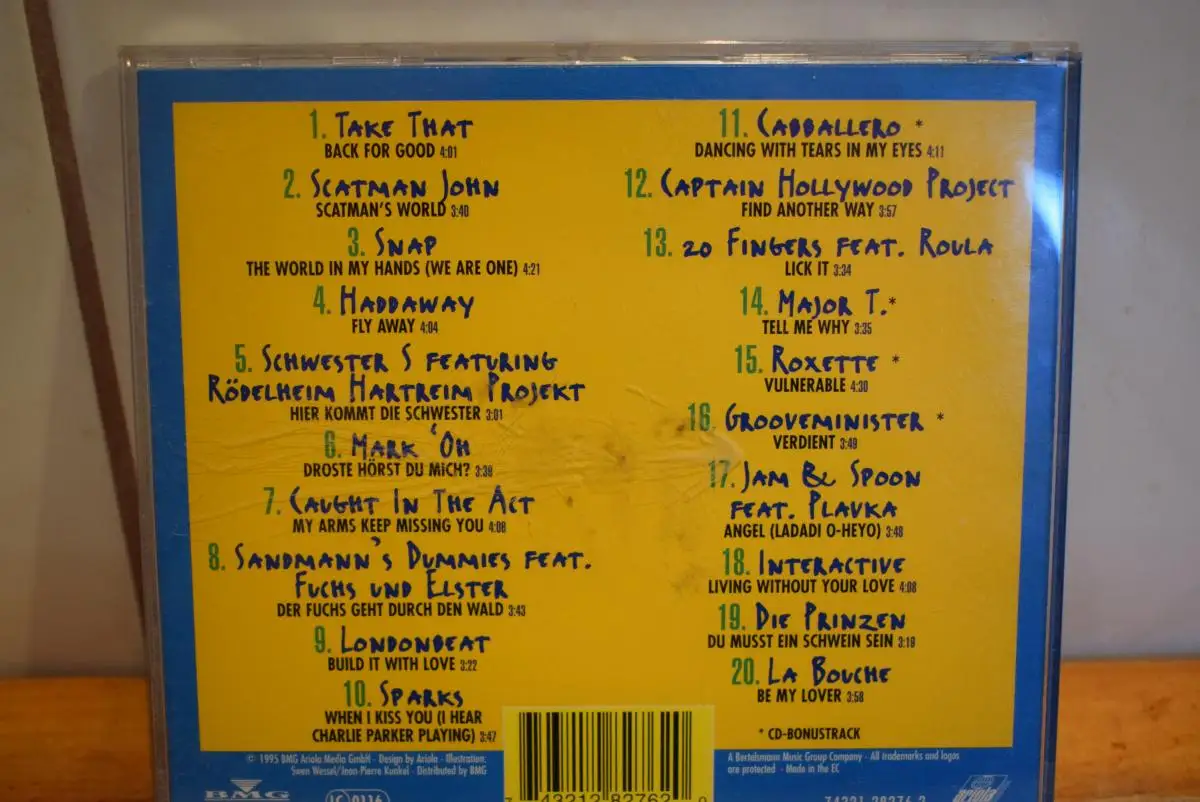 1. TAKE THAT
BACK FOR GOOD 4:01
2. SCATMAN JOHN
SCATMAN'S WORLD 3:40
3. SNAP
THE WORLD IN MY HANDS (WE ARE ONE) 4:21
4. HADDAWAY
FLY AWAY 4:04
5. SCHWESTER S FEATURING
RÖDELHEIM HARTREIM PROJEKT
HIER KOMMT DIE SCHWESTER 3:01
6. MARK 'OH
DROSTE HÖRST DU MICH? 3:39
7. CAUGHT IN THE ACT
MY ARMS KEEP MISSING YOU 4:08
8. SANDMANN'S DUMMIES FEAT.
FUCHS UND ELSTER
DER FUCHS GEHT DURCH DEN WALD 3:43
9. LONDONBEAT
BUILD IT WITH LOVE 3:22
10. SPARKS
WHEN I KISS YOU (I HEAR
CHARLIE PARKER PLAYING) 3:47
11. CABBALLERO *
DANCING WITH TEARS IN MY EYES 4:11
12. CAPTAIN HOLLYWOOD PROJECT
FIND ANOTHER WAY 3:57
13. 20 FINGERS FEAT. ROULA
LICK IT 3:34
14. MAJOR T. *
TELL ME WHY 3:35
15. ROXETTE *
VULNERABLE 4:30
16. GROOVEMINISTER *
VERDIENT 3:49
17. JAM & SPOON
FEAT. PLAVKA
ANGEL (LADADI O-HEYO) 3:48
18. INTERACTIVE
LIVING WITHOUT YOUR LOVE 4:08
19. DIE PRINZEN
DU MUSST EIN SCHWEIN SEIN 3:19
20. LA BOUCHE
BE MY LOVER 3:58
* CD-BONUSTRACK
© 1995 BMG Ariola Media GmbH · Design by Ariola · Illustration:
Swen Wessel/Jean-Pierre Kunkel · Distributed by BMG
A Bertelsmann Music Group Company · All trademarks and logos
are protected · Made in the EC
BMG
LC 0116
7 43212 82762 0
74321 28276 2
ariola